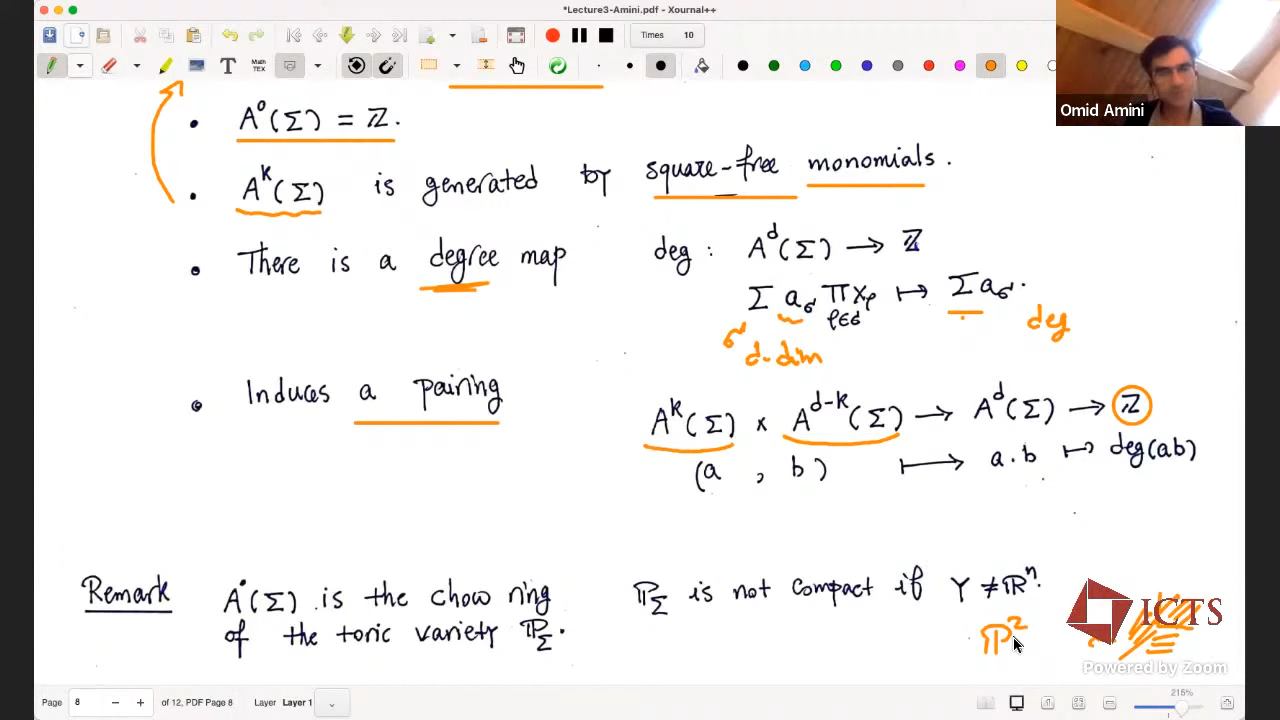 *Lecture3-Amini.pdf - Xournal++
Times 10
T Math TEX
Omid Amini
• A⁰(Σ) = ℤ.
• Aᵏ(Σ) is generated by square-free monomials.
• There is a degree map deg : Aᵈ(Σ) → ℤ
Σ a_σ ∏ x_ρ ↦ Σ a_σ.
ρ∈σ
σ d-dim deg
• Induces a pairing Aᵏ(Σ) × Aᵈ⁻ᵏ(Σ) → Aᵈ(Σ) → ℤ
(a , b) ↦ a.b ↦ deg(ab)
Remark A˙(Σ) is the chow ring of the toric variety ℙ_Σ.
ℙ_Σ is not compact if Y ≠ ℝⁿ.
ℙ²
ICTS
Powered by Zoom
Page 8 of 12, PDF Page 8 Layer Layer 1 215%